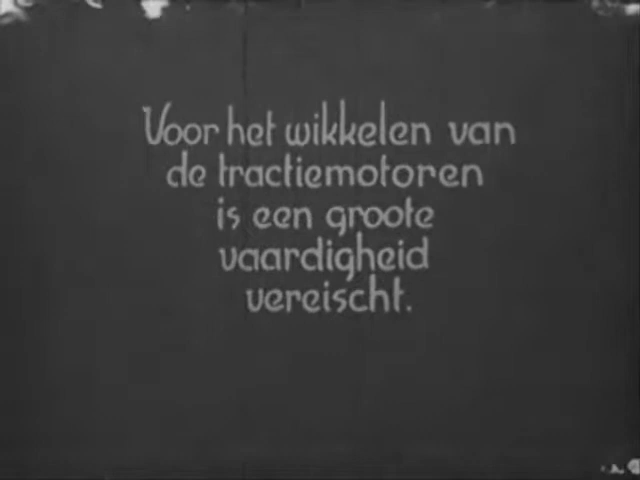 Voor het wikkelen van
de tractiemotoren
is een groote
vaardigheid
vereischt.